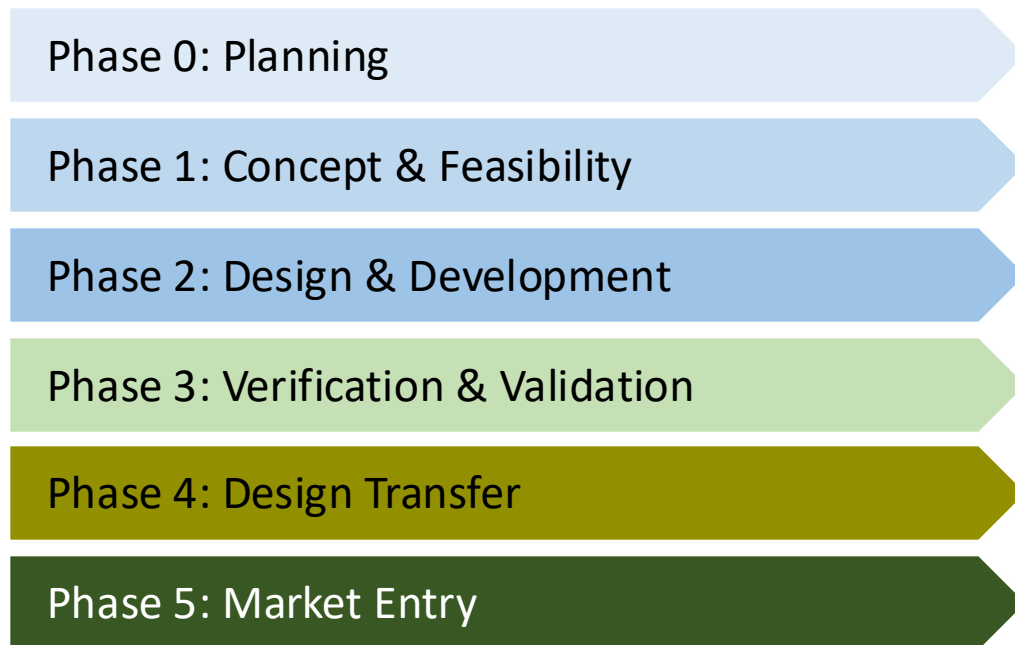 Phase 0: Planning
Phase 1: Concept & Feasibility
Phase 2: Design & Development
Phase 3: Verification & Validation
Phase 4: Design Transfer
Phase 5: Market Entry